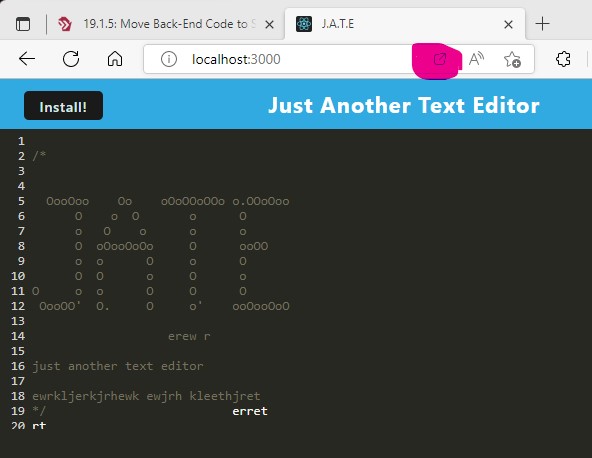 19.1.5: Move Back-End Code to S
J.A.T.E
localhost:3000
Install!
Just Another Text Editor
1
2 /*
3
4
5   OooOoo    Oo    oOoOOoOOo o.OOoOoo
6       O    o  O       o      O
7       o   O    o      o      o
8       O  oOooOoOo     O      ooOO
9       o  o      O     o      O
10      O  O      o     O      o
11 O     o  o      O     O      O
12  OooOO'  O.      O     o'    ooOooOoO
13
14                    erew r
15
16 just another text editor
17
18 ewrkljerkjrhewk ewjrh kleethjret
19 */                          erret
20 rt